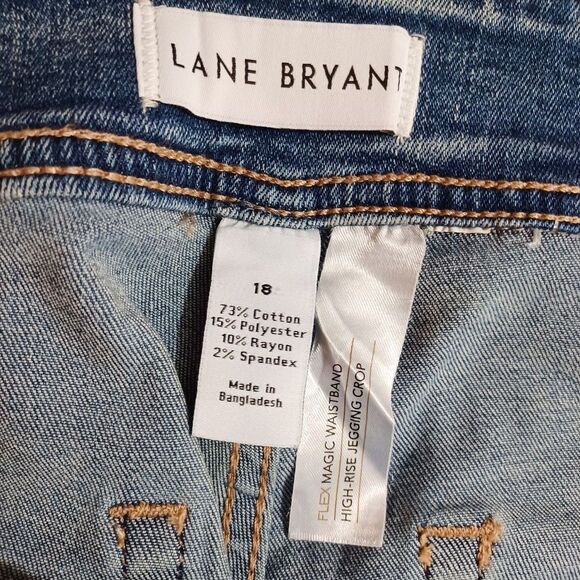 LANE BRYANT
18
73% Cotton
15% Polyester
10% Rayon
2% Spandex
Made in
Bangladesh
FLEX MAGIC WAISTBAND
HIGH-RISE JEGGING CROP